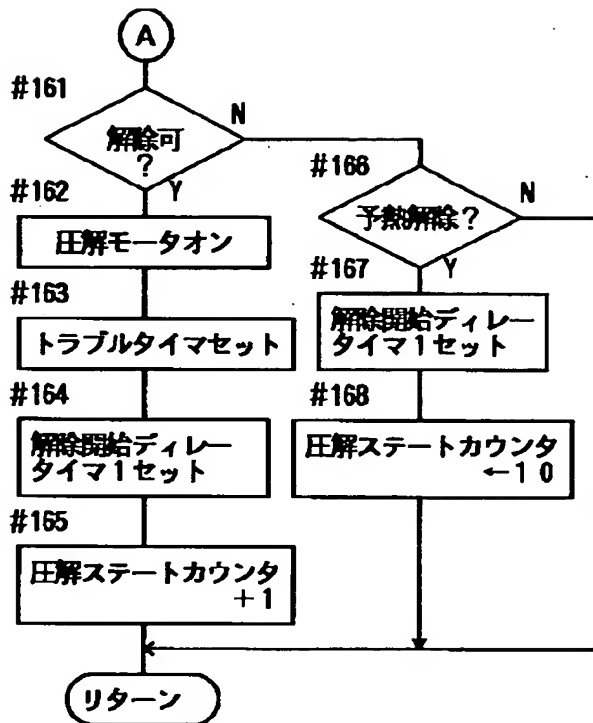 A
#161
N
解除可
?
#162
Y
圧解モータオン
#163
トラブルタイマセット
#164
解除開始ディレー
タイマ1セット
#165
圧解ステートカウンタ
+1
リターン
#166
N
予熱解除?
#167
Y
解除開始ディレー
タイマ1セット
#168
圧解ステートカウンタ
←10